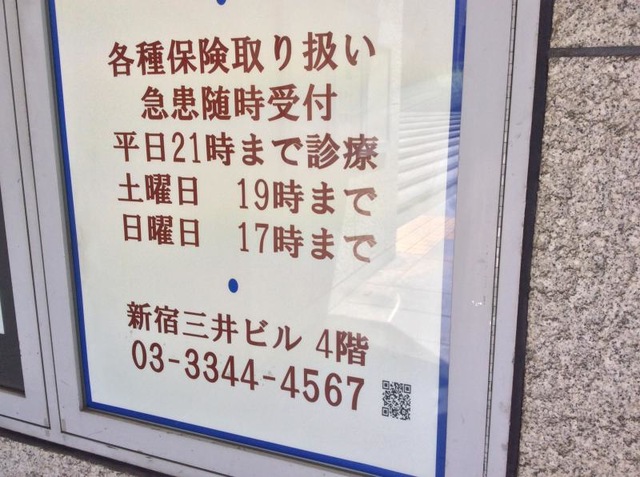 各種保険取り扱い
急患随時受付
平日21時まで診療
土曜日 19時まで
日曜日 17時まで
新宿三井ビル 4階
03-3344-4567